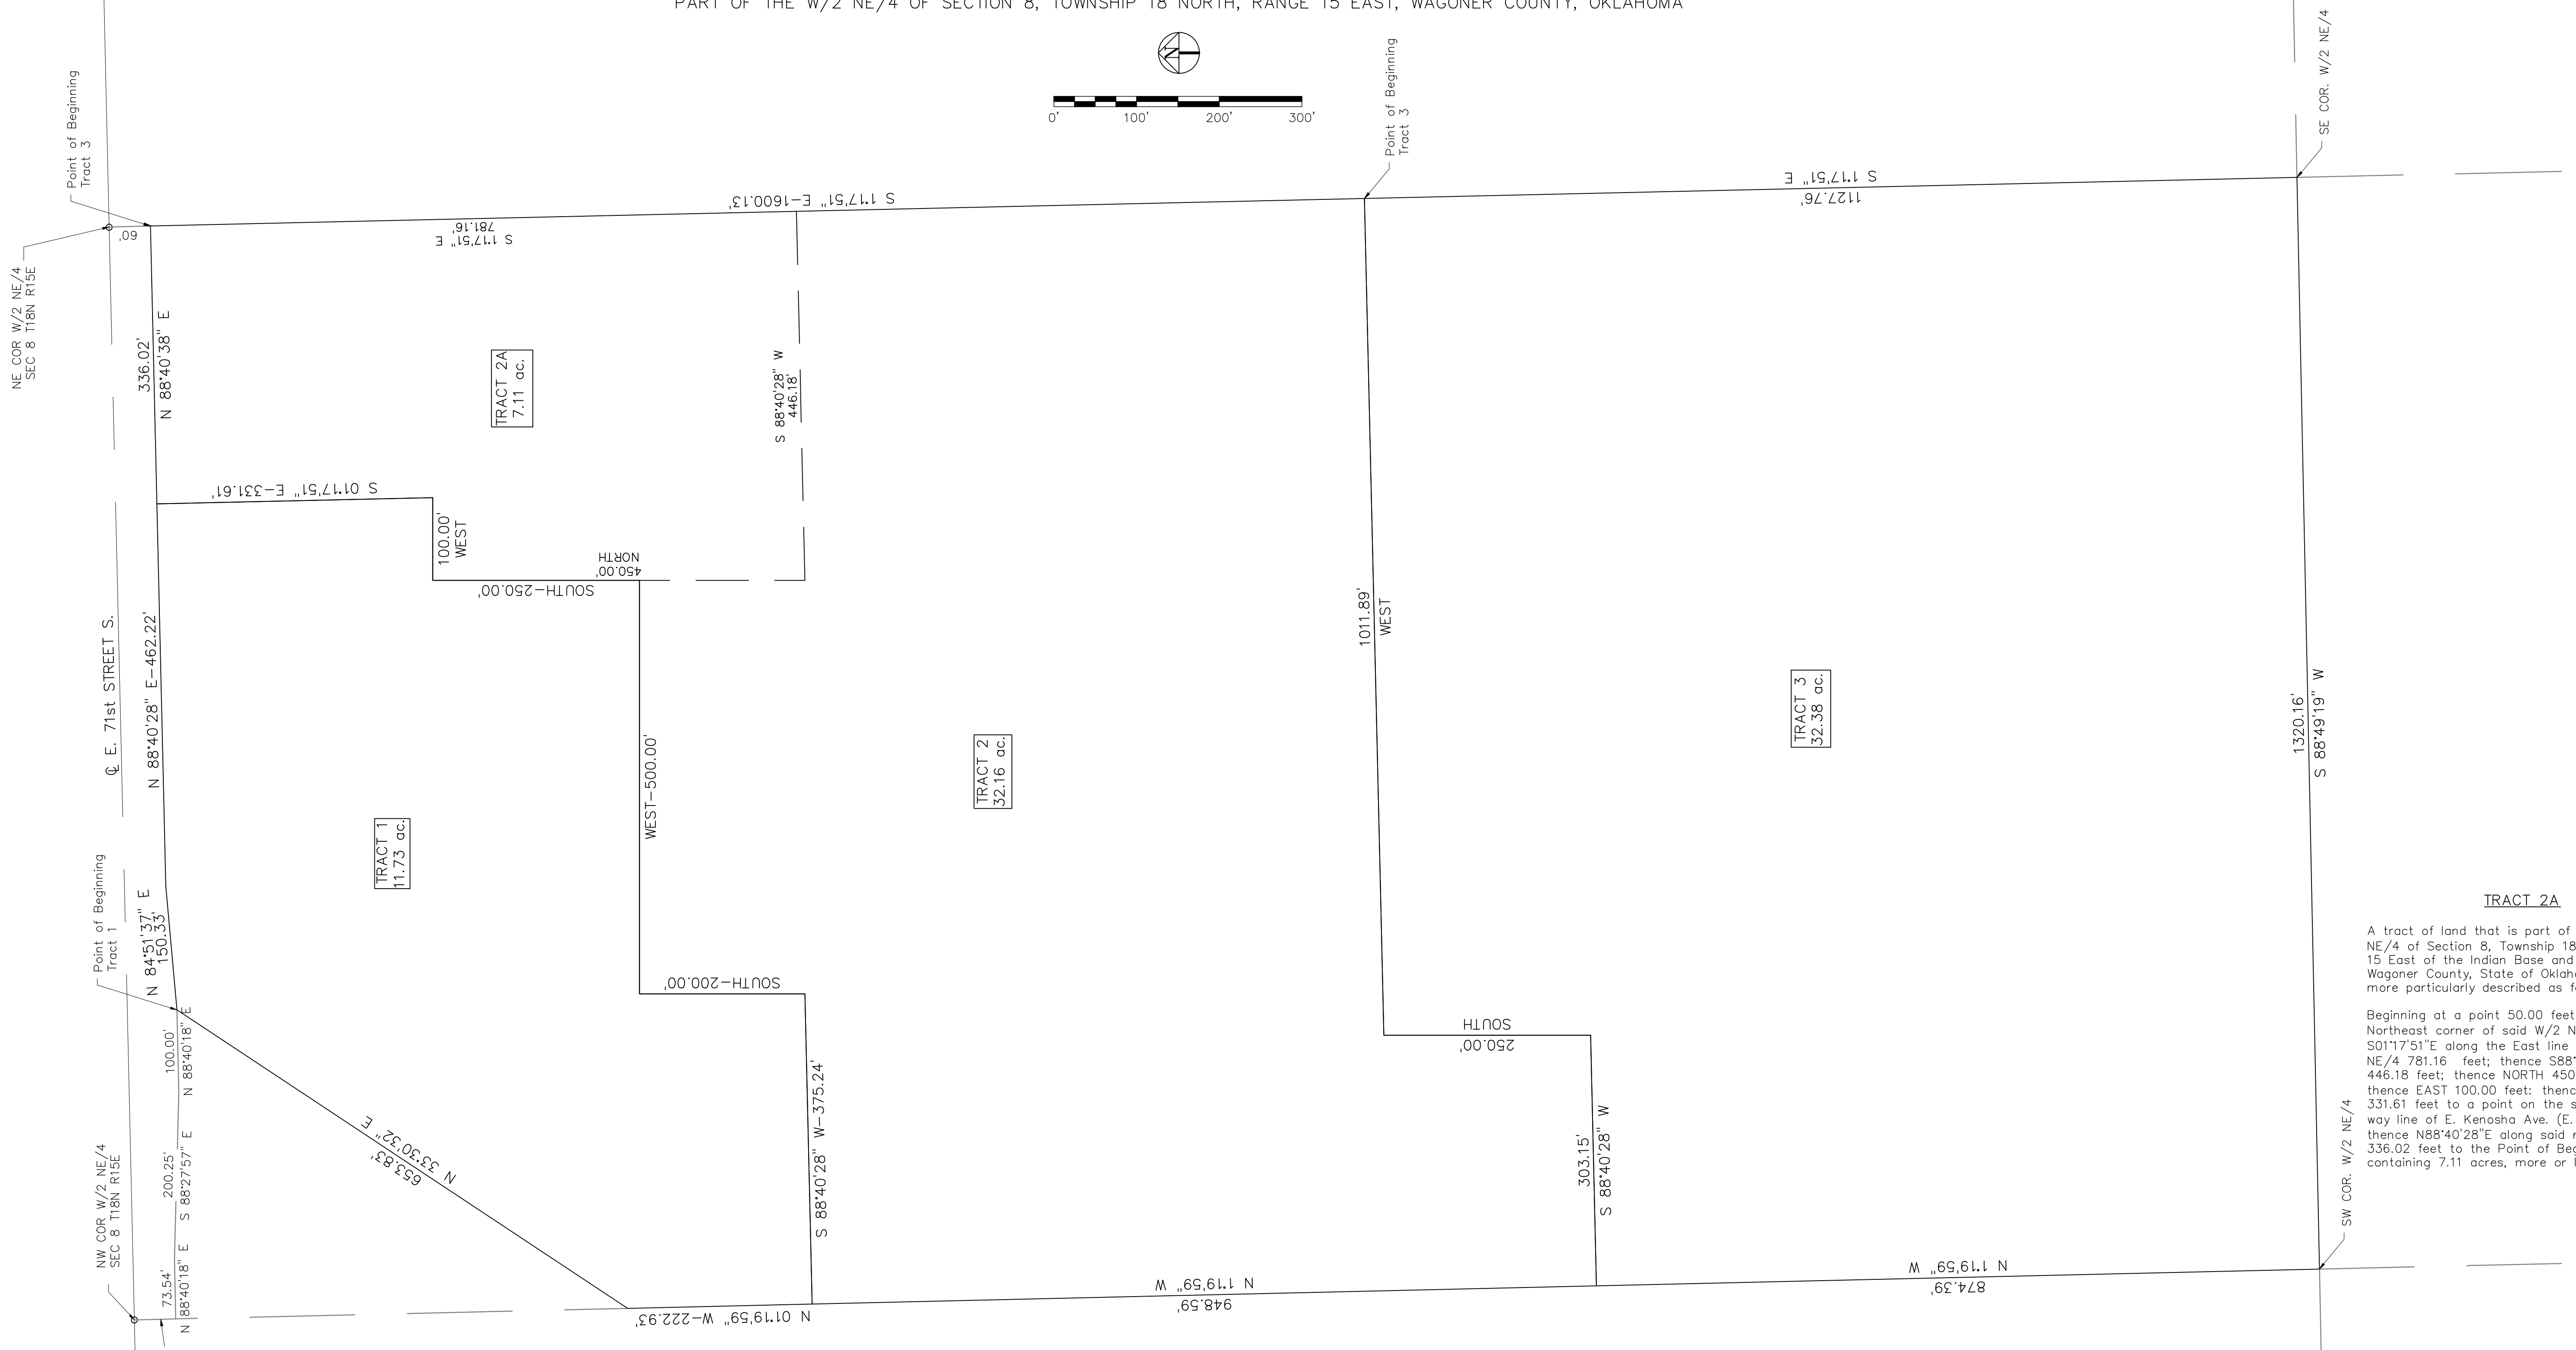 PART OF THE W/2 NE/4 OF SECTION 8, TOWNSHIP 18 NORTH, RANGE 15 EAST, WAGONER COUNTY, OKLAHOMA
N
0' 100' 200' 300'
Point of Beginning
Tract 3
NE COR W/2 NE/4
SEC 8 T18N R15E
60'
S 1°17'51" E-1600.13'
781.16'
S 1°17'51" E
Point of Beginning
Tract 3
S 1°17'51" E
1127.76'
SE COR. W/2 NE/4
336.02'
N 88°40'38" E
TRACT 2A
7.11 ac.
S 88°40'28" W
446.18'
S 01°17'51" E-331.61'
100.00'
WEST
SOUTH-250.00'
NORTH
450.00'
℄ E. 71st STREET S.
N 88°40'28" E-462.22'
WEST-500.00'
1011.89'
WEST
TRACT 1
11.73 ac.
TRACT 2
32.16 ac.
TRACT 3
32.38 ac.
1320.16'
S 88°49'19" W
Point of Beginning
Tract 1
N 84°51'37" E
150.33'
SOUTH-200.00'
SOUTH
250.00'
100.00'
N 88°40'18" E
200.25'
S 88°27'57" E
73.54'
N 88°40'18" E
NW COR W/2 NE/4
SEC 8 T18N R15E
N 33°30'32" E
653.83'
S 88°40'28" W-375.24'
303.15'
S 88°40'28" W
N 01°19'59" W-222.93'
N 1°19'59" W
948.59'
N 1°19'59" W
874.39'
SW COR. W/2 NE/4
TRACT 2A
A tract of land that is part of
NE/4 of Section 8, Township 18
15 East of the Indian Base and
Wagoner County, State of Oklah
more particularly described as f
Beginning at a point 50.00 feet
Northeast corner of said W/2 N
S01°17'51"E along the East line
NE/4 781.16 feet; thence S88°
446.18 feet; thence NORTH 450
thence EAST 100.00 feet: thenc
331.61 feet to a point on the s
way line of E. Kenosha Ave. (E.
thence N88°40'28"E along said r
336.02 feet to the Point of Beg
containing 7.11 acres, more or l